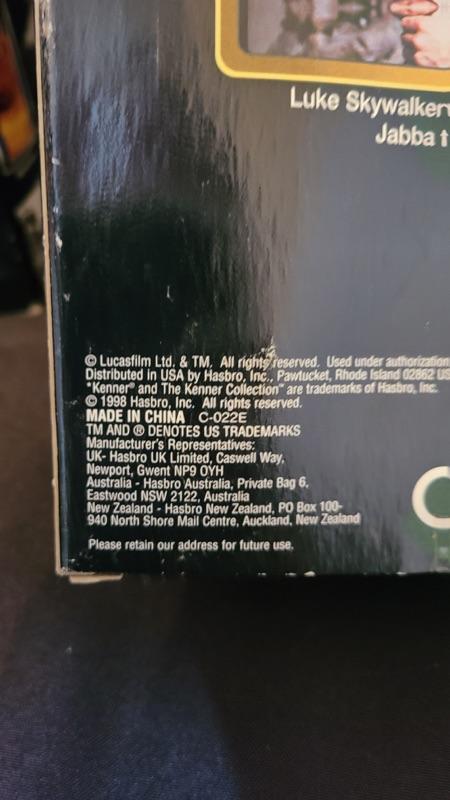 Luke Skywalker
Jabba t
© Lucasfilm Ltd. & TM. All rights reserved. Used under authorization
Distributed in USA by Hasbro, Inc., Pawtucket, Rhode Island 02862 US
"Kenner® and The Kenner Collection" are trademarks of Hasbro, Inc.
© 1998 Hasbro, Inc. All rights reserved.
MADE IN CHINA C-022E
TM AND ® DENOTES US TRADEMARKS
Manufacturer's Representatives:
UK- Hasbro UK Limited, Caswell Way,
Newport, Gwent NP9 OYH
Australia - Hasbro Australia, Private Bag 6,
Eastwood NSW 2122, Australia
New Zealand - Hasbro New Zealand, PO Box 100-
940 North Shore Mail Centre, Auckland, New Zealand
Please retain our address for future use.